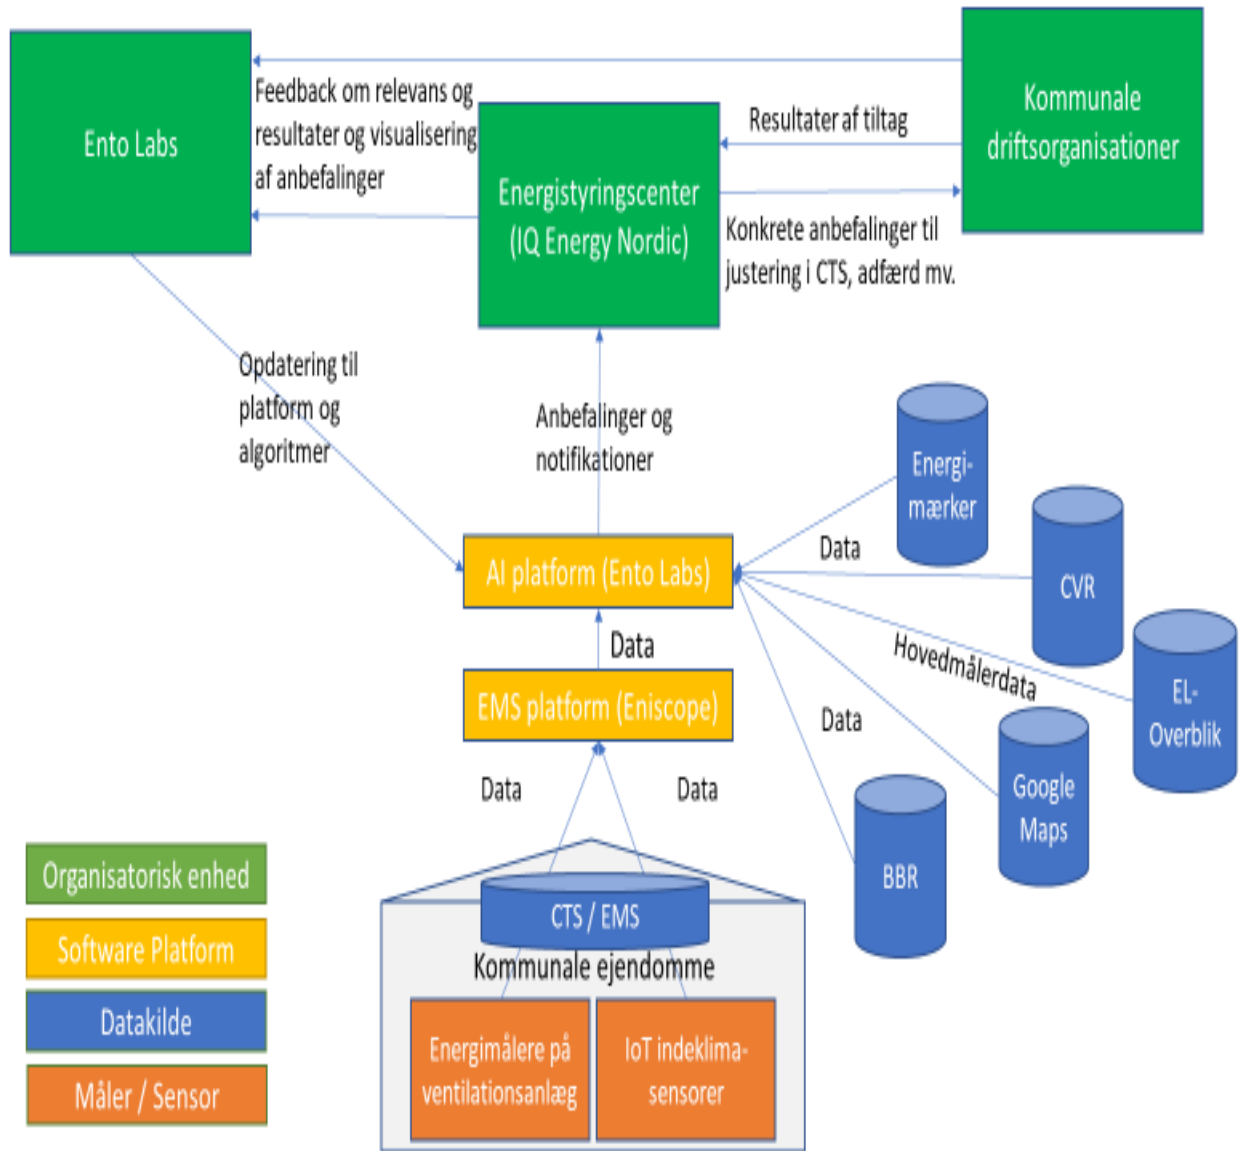 Ento Labs
Feedback om relevans og
resultater og visualisering
af anbefalinger
Energistyringscenter
(IQ Energy Nordic)
Resultater af tiltag
Kommunale
driftsorganisationer
Konkrete anbefalinger til
justering i CTS, adfærd mv.
Opdatering til
platform og
algoritmer
Anbefalinger og
notifikationer
AI platform (Ento Labs)
Data
EMS platform (Eniscope)
Data
Data
Energi-
mærker
Data
CVR
Hovedmålerdata
EL-
Overblik
Data
Google
Maps
BBR
CTS / EMS
Kommunale ejendomme
Energimålere på
ventilationsanlæg
IoT indeklima-
sensorer
Organisatorisk enhed
Software Platform
Datakilde
Måler / Sensor